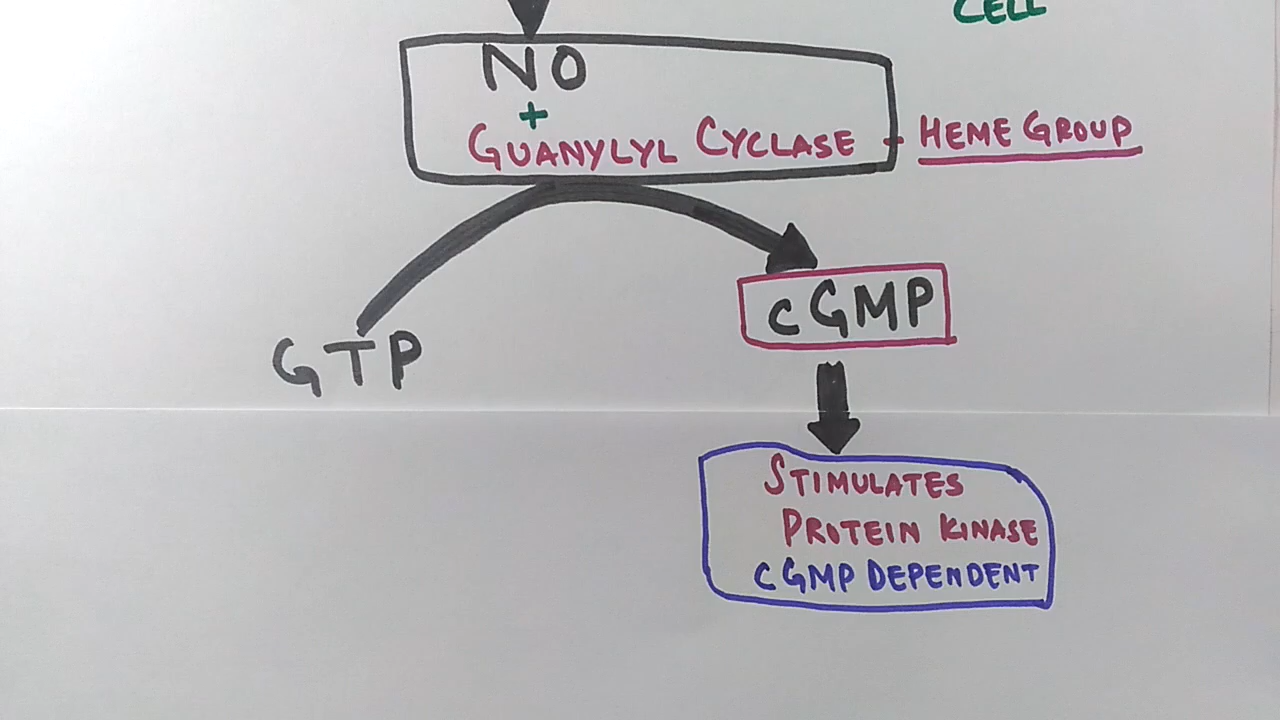 CELL
NO
+
GUANYLYL CYCLASE - HEME GROUP
GTP
cGMP
STIMULATES
PROTEIN KINASE
cGMP DEPENDENT